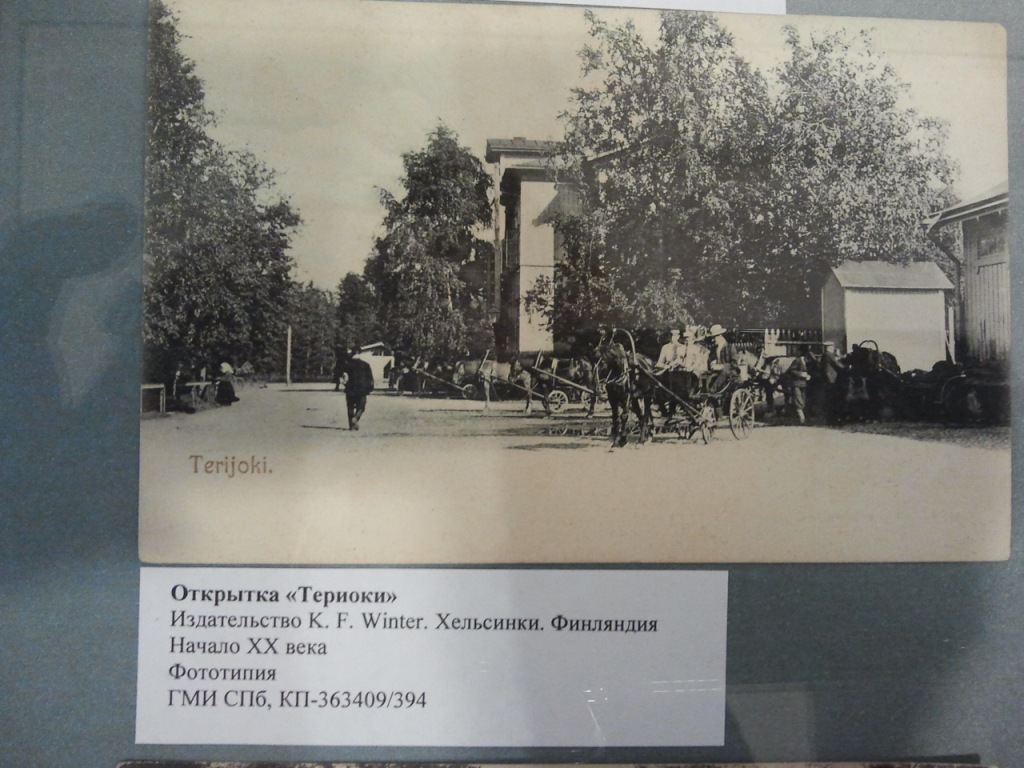 Terijoki.
Открытка «Териоки»
Издательство K. F. Winter. Хельсинки. Финляндия
Начало XX века
Фототипия
ГМИ СПб, КП-363409/394